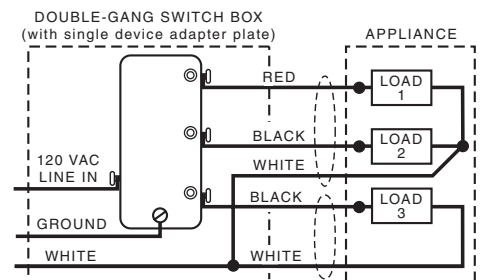 DOUBLE-GANG SWITCH BOX
(with single device adapter plate)
APPLIANCE
RED
LOAD
1
BLACK
LOAD
2
WHITE
120 VAC
LINE IN
BLACK
LOAD
3
GROUND
WHITE
WHITE